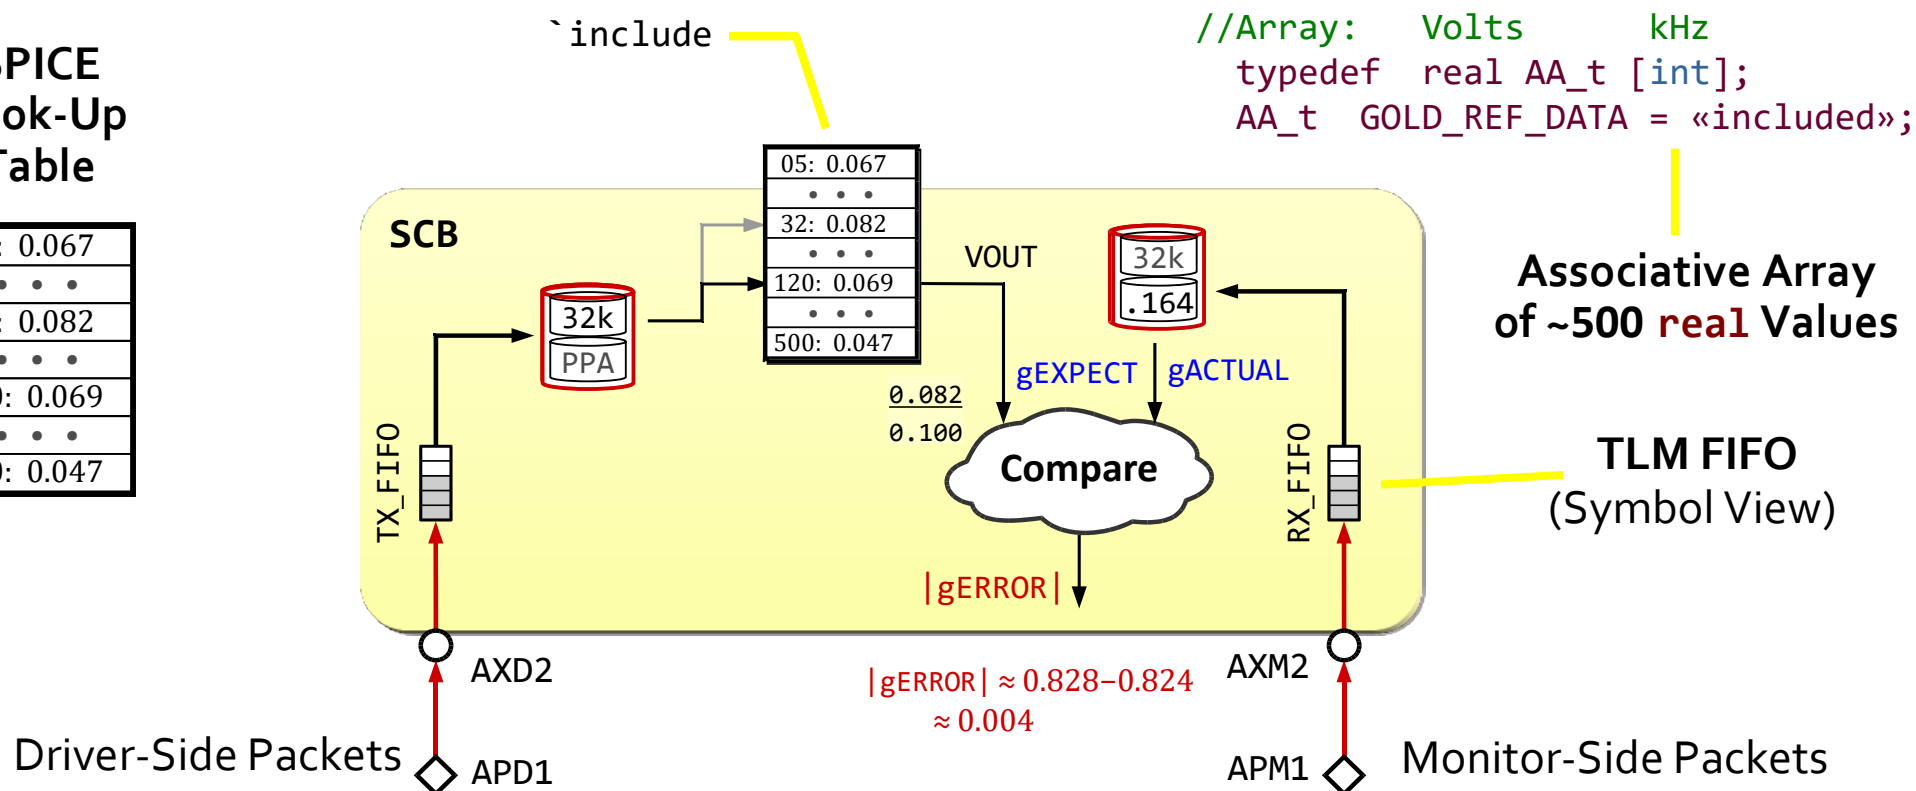 `include
//Array: Volts kHz
typedef real AA_t [int];
AA_t GOLD_REF_DATA = «included»;
SPICE
ok-Up
Table
: 0.067
• • •
: 0.082
• • •
: 0.069
• • •
: 0.047
SCB
05: 0.067
• • •
32: 0.082
• • •
120: 0.069
• • •
500: 0.047
32k
PPA
VOUT
32k
.164
gEXPECT
gACTUAL
0.082
0.100
Compare
TX_FIFO
RX_FIFO
|gERROR|
Associative Array
of ~500 real Values
TLM FIFO
(Symbol View)
AXD2
AXM2
|gERROR| ≈ 0.828–0.824
≈ 0.004
Driver-Side Packets
APD1
APM1
Monitor-Side Packets